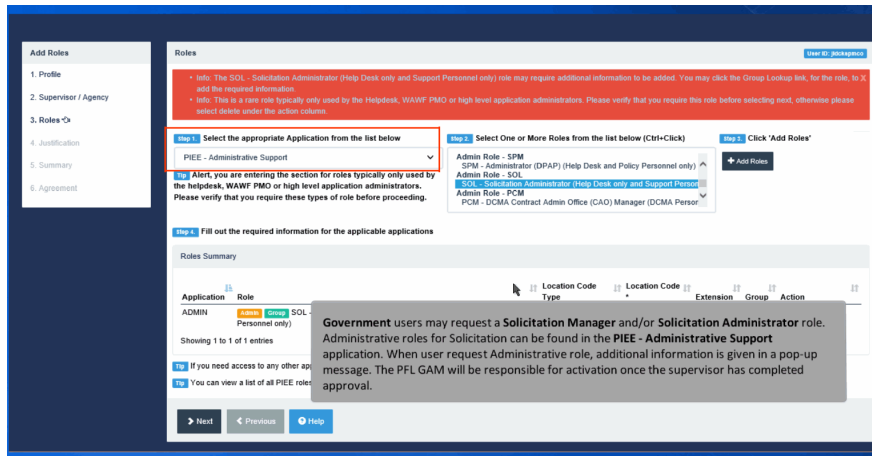 Add Roles
1. Profile
2. Supervisor / Agency
3. Roles
4. Justification
5. Summary
6. Agreement
Roles
User ID: jtdckapmco
• Info: The SOL - Solicitation Administrator (Help Desk only and Support Personnel only) role may require additional information to be added. You may click the Group Lookup link, for the role, to X
add the required information.
• Info: This is a rare role typically only used by the Helpdesk, WAWF PMO or high level application administrators. Please verify that you require this role before selecting next, otherwise please
select delete under the action column.
Step 1. Select the appropriate Application from the list below
PIEE - Administrative Support
Tip Alert, you are entering the section for roles typically only used by
the helpdesk, WAWF PMO or high level application administrators.
Please verify that you require these types of role before proceeding.
Step 2. Select One or More Roles from the list below (Ctrl+Click)
Admin Role - SPM
SPM - Administrator (DPAP) (Help Desk and Policy Personnel only)
Admin Role - SOL
SOL - Solicitation Administrator (Help Desk only and Support Person
Admin Role - PCM
PCM - DCMA Contract Admin Office (CAO) Manager (DCMA Person
Step 3. Click 'Add Roles'
+ Add Roles
Step 4. Fill out the required information for the applicable applications
Roles Summary
Application Role Location Code Type Location Code * Extension Group Action
ADMIN Admin Group SOL -
Personnel only)
Showing 1 to 1 of 1 entries
Tip If you need access to any other app
Tip You can view a list of all PIEE roles
Government users may request a Solicitation Manager and/or Solicitation Administrator role.
Administrative roles for Solicitation can be found in the PIEE - Administrative Support
application. When user request Administrative role, additional information is given in a pop-up
message. The PFL GAM will be responsible for activation once the supervisor has completed
approval.
Next
Previous
Help